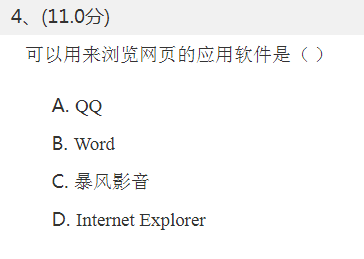 4、(11.0分)
可以用来浏览网页的应用软件是（ ）
A. QQ
B. Word
C. 暴风影音
D. Internet Explorer